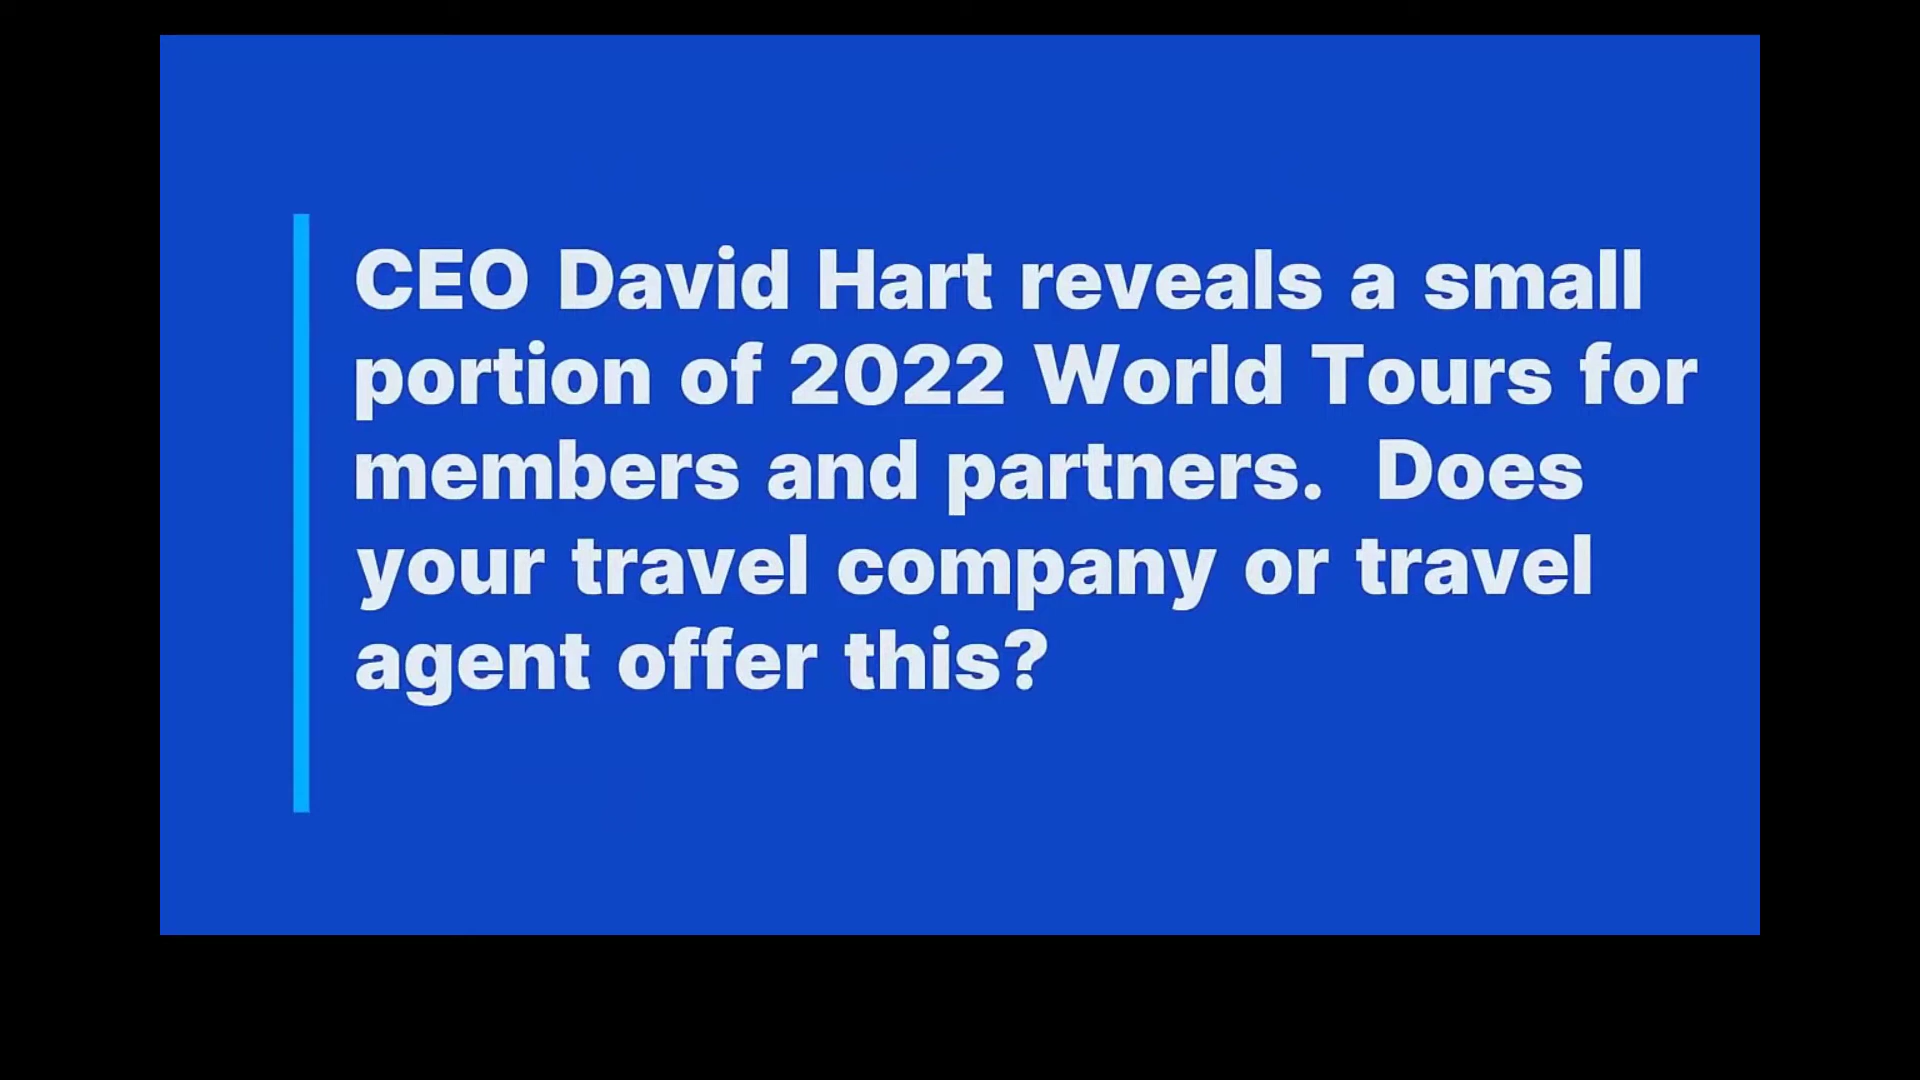 CEO David Hart reveals a small
portion of 2022 World Tours for
members and partners.  Does
your travel company or travel
agent offer this?